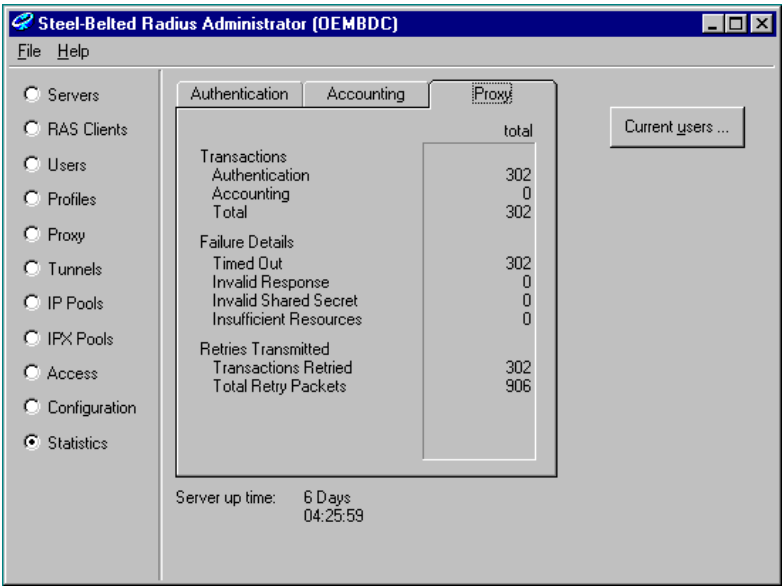 Steel-Belted Radius Administrator (OEMBDC)
File Help
Servers
RAS Clients
Users
Profiles
Proxy
Tunnels
IP Pools
IPX Pools
Access
Configuration
Statistics
Authentication Accounting Proxy
total
Transactions
Authentication 302
Accounting 0
Total 302
Failure Details
Timed Out 302
Invalid Response 0
Invalid Shared Secret 0
Insufficient Resources 0
Retries Transmitted
Transactions Retried 302
Total Retry Packets 906
Server up time: 6 Days
04:25:59
Current users ...